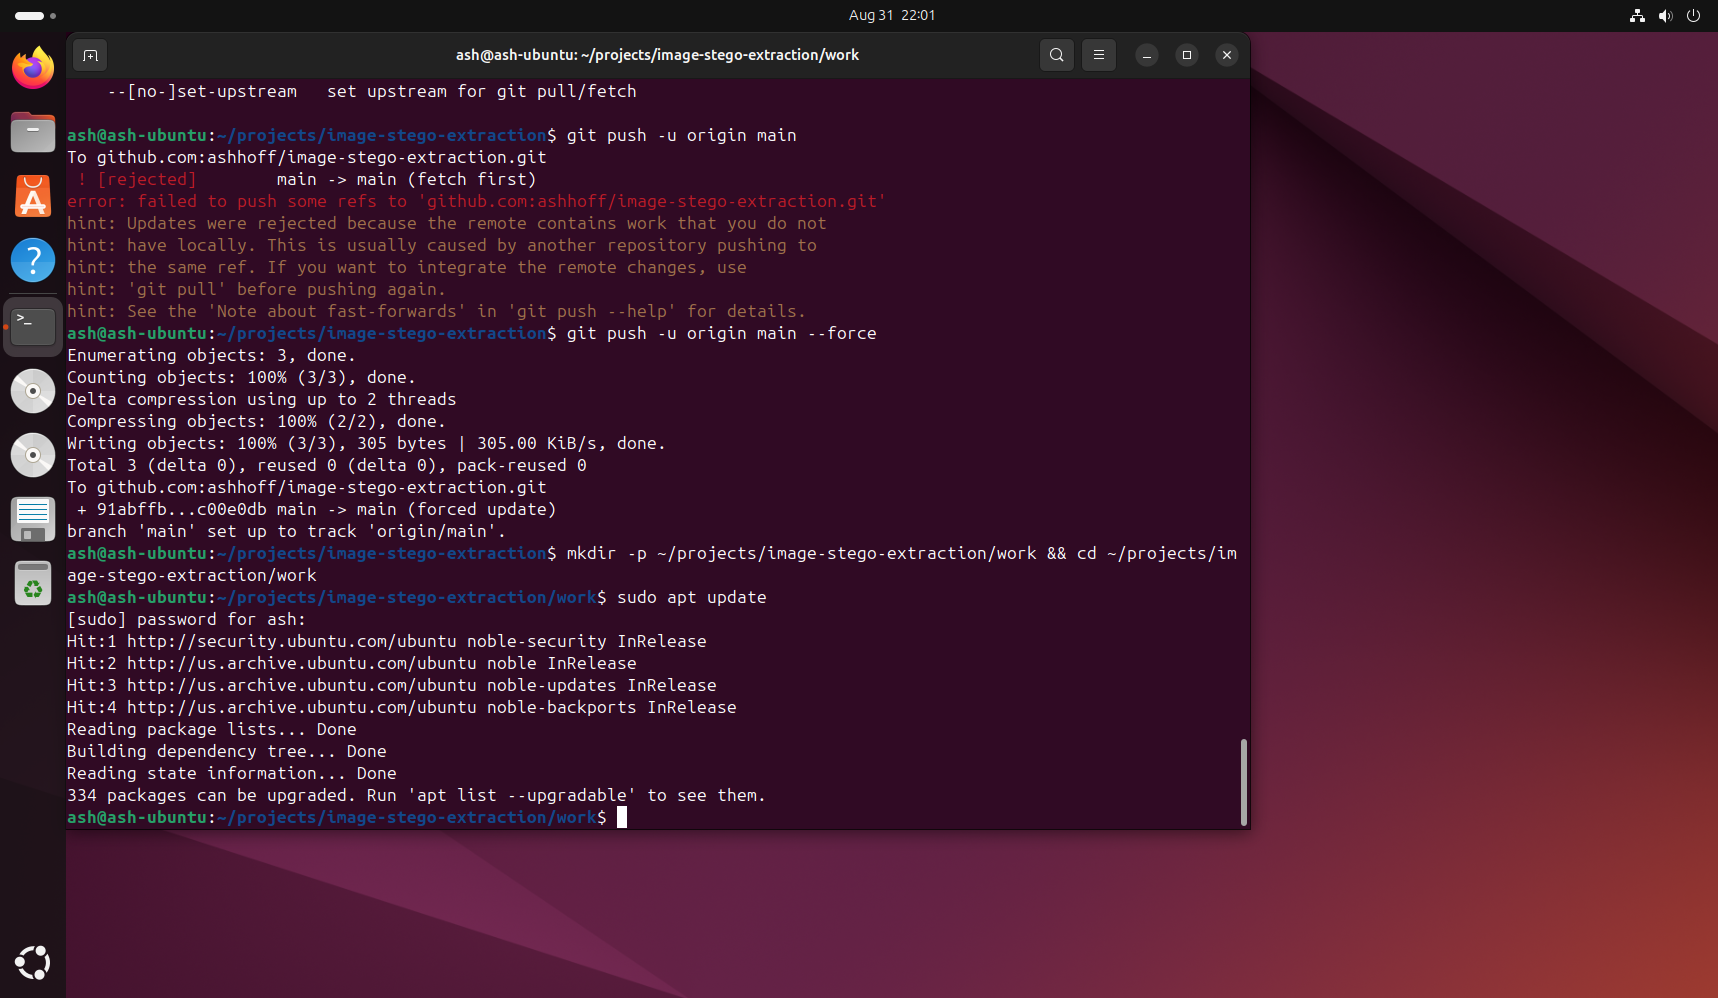 Aug 31 22:01
ash@ash-ubuntu: ~/projects/image-stego-extraction/work
--[no-]set-upstream   set upstream for git pull/fetch
ash@ash-ubuntu:~/projects/image-stego-extraction$ git push -u origin main
To github.com:ashhoff/image-stego-extraction.git
 ! [rejected]        main -> main (fetch first)
error: failed to push some refs to 'github.com:ashhoff/image-stego-extraction.git'
hint: Updates were rejected because the remote contains work that you do not
hint: have locally. This is usually caused by another repository pushing to
hint: the same ref. If you want to integrate the remote changes, use
hint: 'git pull' before pushing again.
hint: See the 'Note about fast-forwards' in 'git push --help' for details.
ash@ash-ubuntu:~/projects/image-stego-extraction$ git push -u origin main --force
Enumerating objects: 3, done.
Counting objects: 100% (3/3), done.
Delta compression using up to 2 threads
Compressing objects: 100% (2/2), done.
Writing objects: 100% (3/3), 305 bytes | 305.00 KiB/s, done.
Total 3 (delta 0), reused 0 (delta 0), pack-reused 0
To github.com:ashhoff/image-stego-extraction.git
 + 91abffb...c00e0db main -> main (forced update)
branch 'main' set up to track 'origin/main'.
ash@ash-ubuntu:~/projects/image-stego-extraction$ mkdir -p ~/projects/image-stego-extraction/work && cd ~/projects/im
age-stego-extraction/work
ash@ash-ubuntu:~/projects/image-stego-extraction/work$ sudo apt update
[sudo] password for ash:
Hit:1 http://security.ubuntu.com/ubuntu noble-security InRelease
Hit:2 http://us.archive.ubuntu.com/ubuntu noble InRelease
Hit:3 http://us.archive.ubuntu.com/ubuntu noble-updates InRelease
Hit:4 http://us.archive.ubuntu.com/ubuntu noble-backports InRelease
Reading package lists... Done
Building dependency tree... Done
Reading state information... Done
334 packages can be upgraded. Run 'apt list --upgradable' to see them.
ash@ash-ubuntu:~/projects/image-stego-extraction/work$